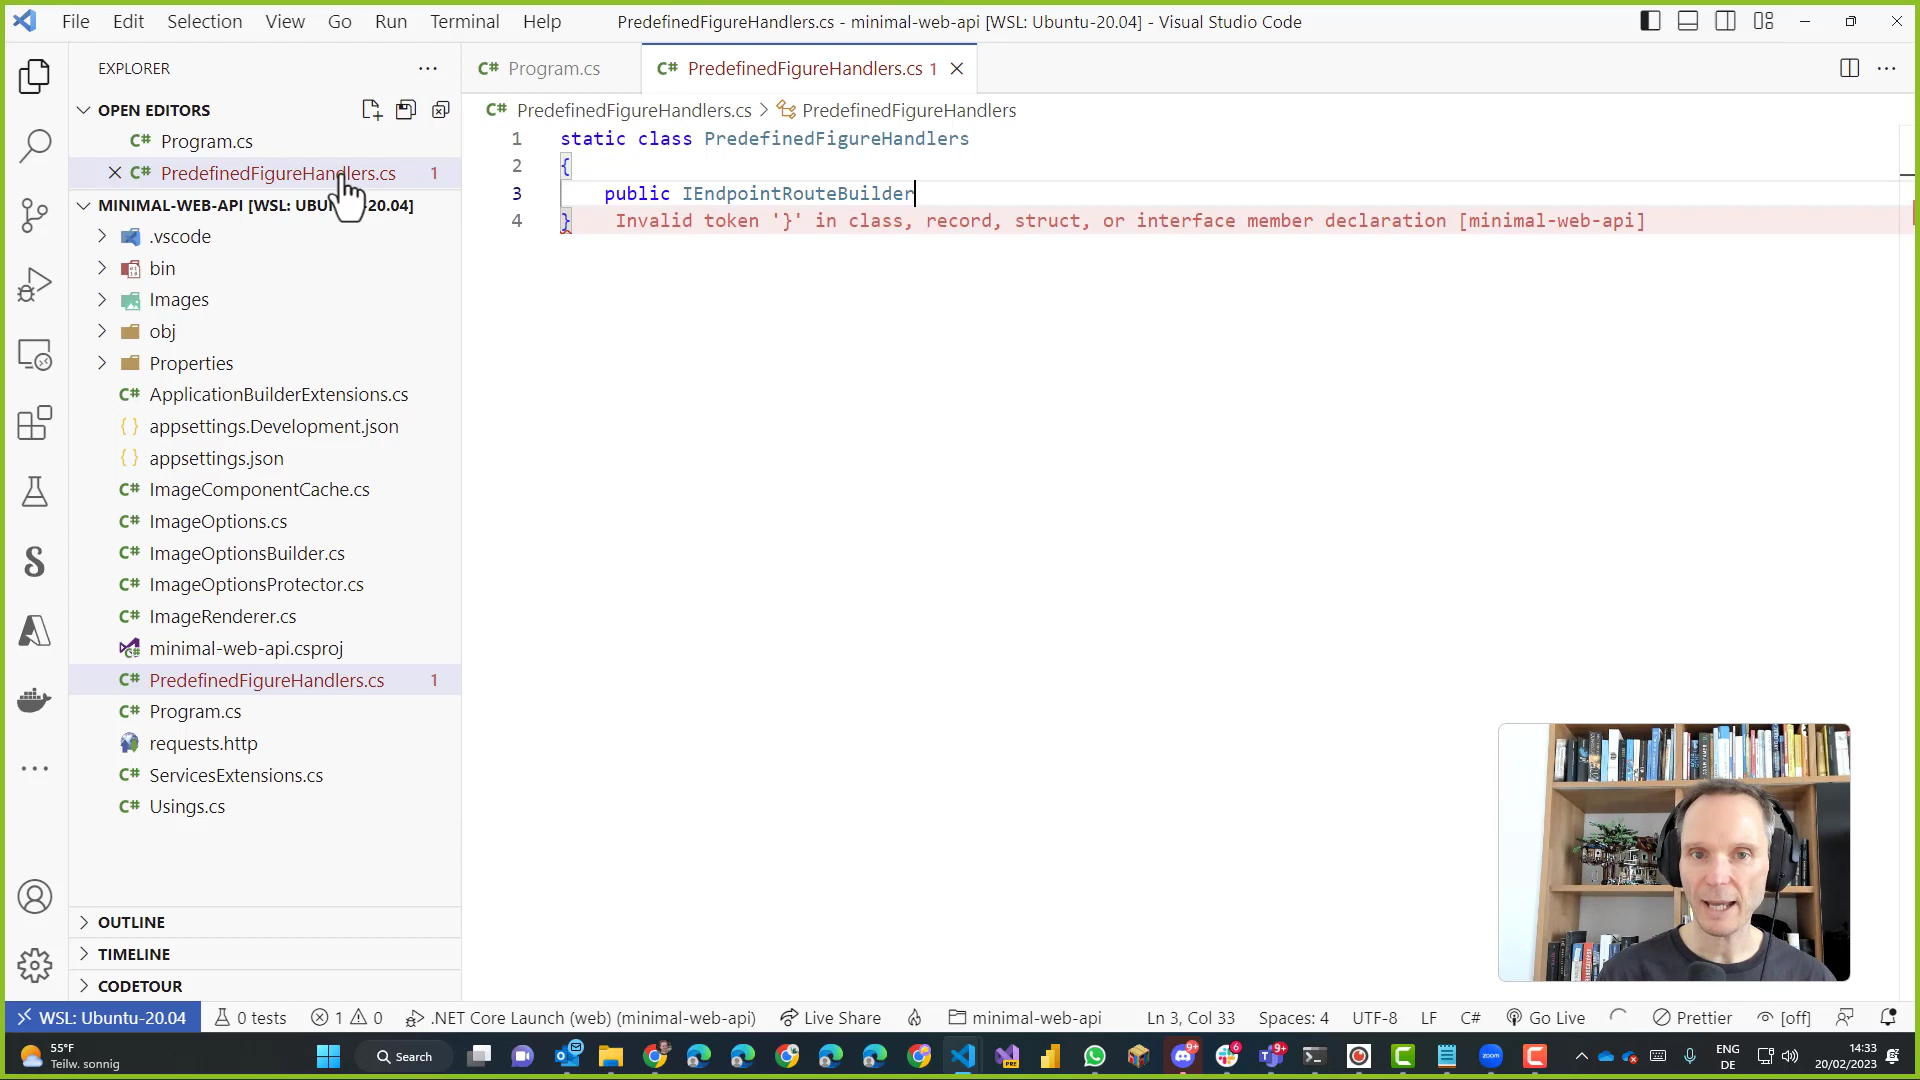 File Edit Selection View Go Run Terminal Help
PredefinedFigureHandlers.cs - minimal-web-api [WSL: Ubuntu-20.04] - Visual Studio Code
EXPLORER
OPEN EDITORS
C# Program.cs
C# PredefinedFigureHandlers.cs 1
MINIMAL-WEB-API [WSL: UBU 20.04]
.vscode
bin
Images
obj
Properties
C# ApplicationBuilderExtensions.cs
{} appsettings.Development.json
{} appsettings.json
C# ImageComponentCache.cs
C# ImageOptions.cs
C# ImageOptionsBuilder.cs
C# ImageOptionsProtector.cs
C# ImageRenderer.cs
minimal-web-api.csproj
C# PredefinedFigureHandlers.cs 1
C# Program.cs
requests.http
C# ServicesExtensions.cs
C# Usings.cs
OUTLINE
TIMELINE
CODETOUR
C# Program.cs
C# PredefinedFigureHandlers.cs 1
C# PredefinedFigureHandlers.cs > PredefinedFigureHandlers
1 static class PredefinedFigureHandlers
2 {
3 public IEndpointRouteBuilder
4 } Invalid token '}' in class, record, struct, or interface member declaration [minimal-web-api]
WSL: Ubuntu-20.04 0 tests 1 0 .NET Core Launch (web) (minimal-web-api) Live Share minimal-web-api Ln 3, Col 33 Spaces: 4 UTF-8 LF C# Go Live Prettier [off]
55°F
Teilw. sonnig
Search
PRE
9+
6
9+
zoom
ENG
DE
14:33
20/02/2023